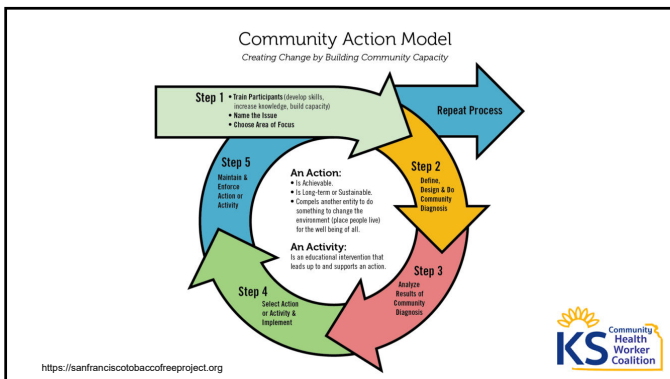 Community Action Model
Creating Change by Building Community Capacity
Step 1
• Train Participants (develop skills,
increase knowledge, build capacity)
• Name the Issue
• Choose Area of Focus
Repeat Process
Step 2
Define,
Design & Do
Community
Diagnosis
Step 3
Analyze
Results of
Community
Diagnosis
Step 4
Select Action
or Activity &
Implement
Step 5
Maintain &
Enforce
Action or
Activity
An Action:
• Is Achievable.
• Is Long-term or Sustainable.
• Compels another entity to do
something to change the
environment (place people live)
for the well being of all.
An Activity:
Is an educational intervention that
leads up to and supports an action.
https://sanfranciscotobaccofreeproject.org
KS
Community
Health
Worker
Coalition